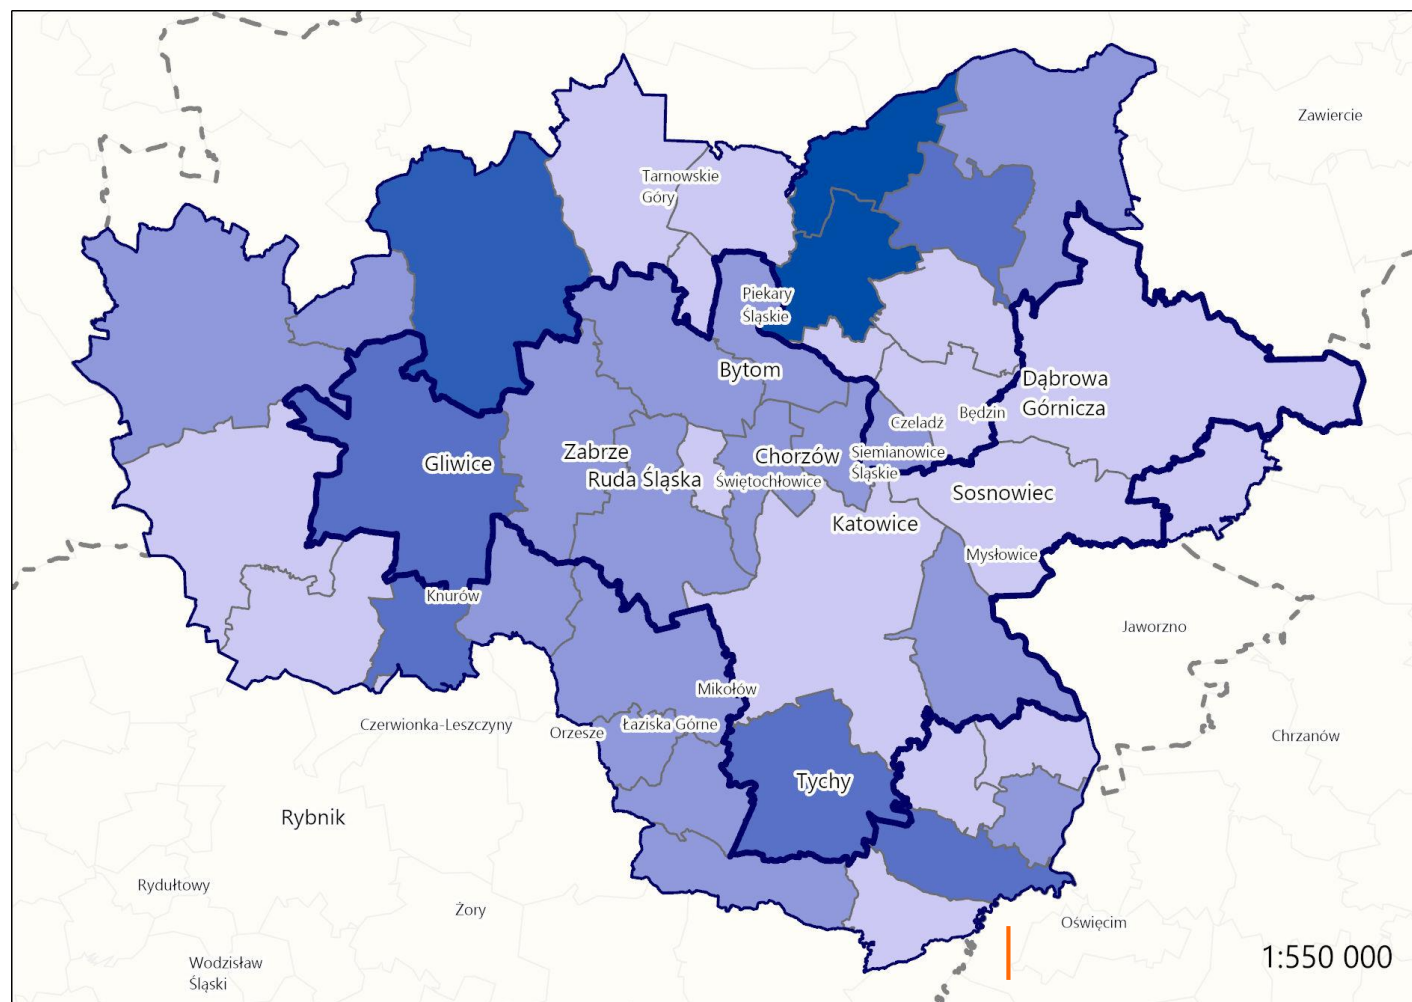 Zawiercie
Tarnowskie
Góry
Piekary
Śląskie
Bytom
Dąbrowa
Górnicza
Będzin
Czeladź
Gliwice
Zabrze
Chorzów
Siemianowice
Śląskie
Ruda Śląska
Świętochłowice
Sosnowiec
Katowice
Mysłowice
Knurów
Jaworzno
Mikołów
Czerwionka-Leszczyny
Orzesze
Łaziska Górne
Chrzanów
Tychy
Rybnik
Rydułtowy
Żory
Oświęcim
Wodzisław
Śląski
1:550 000